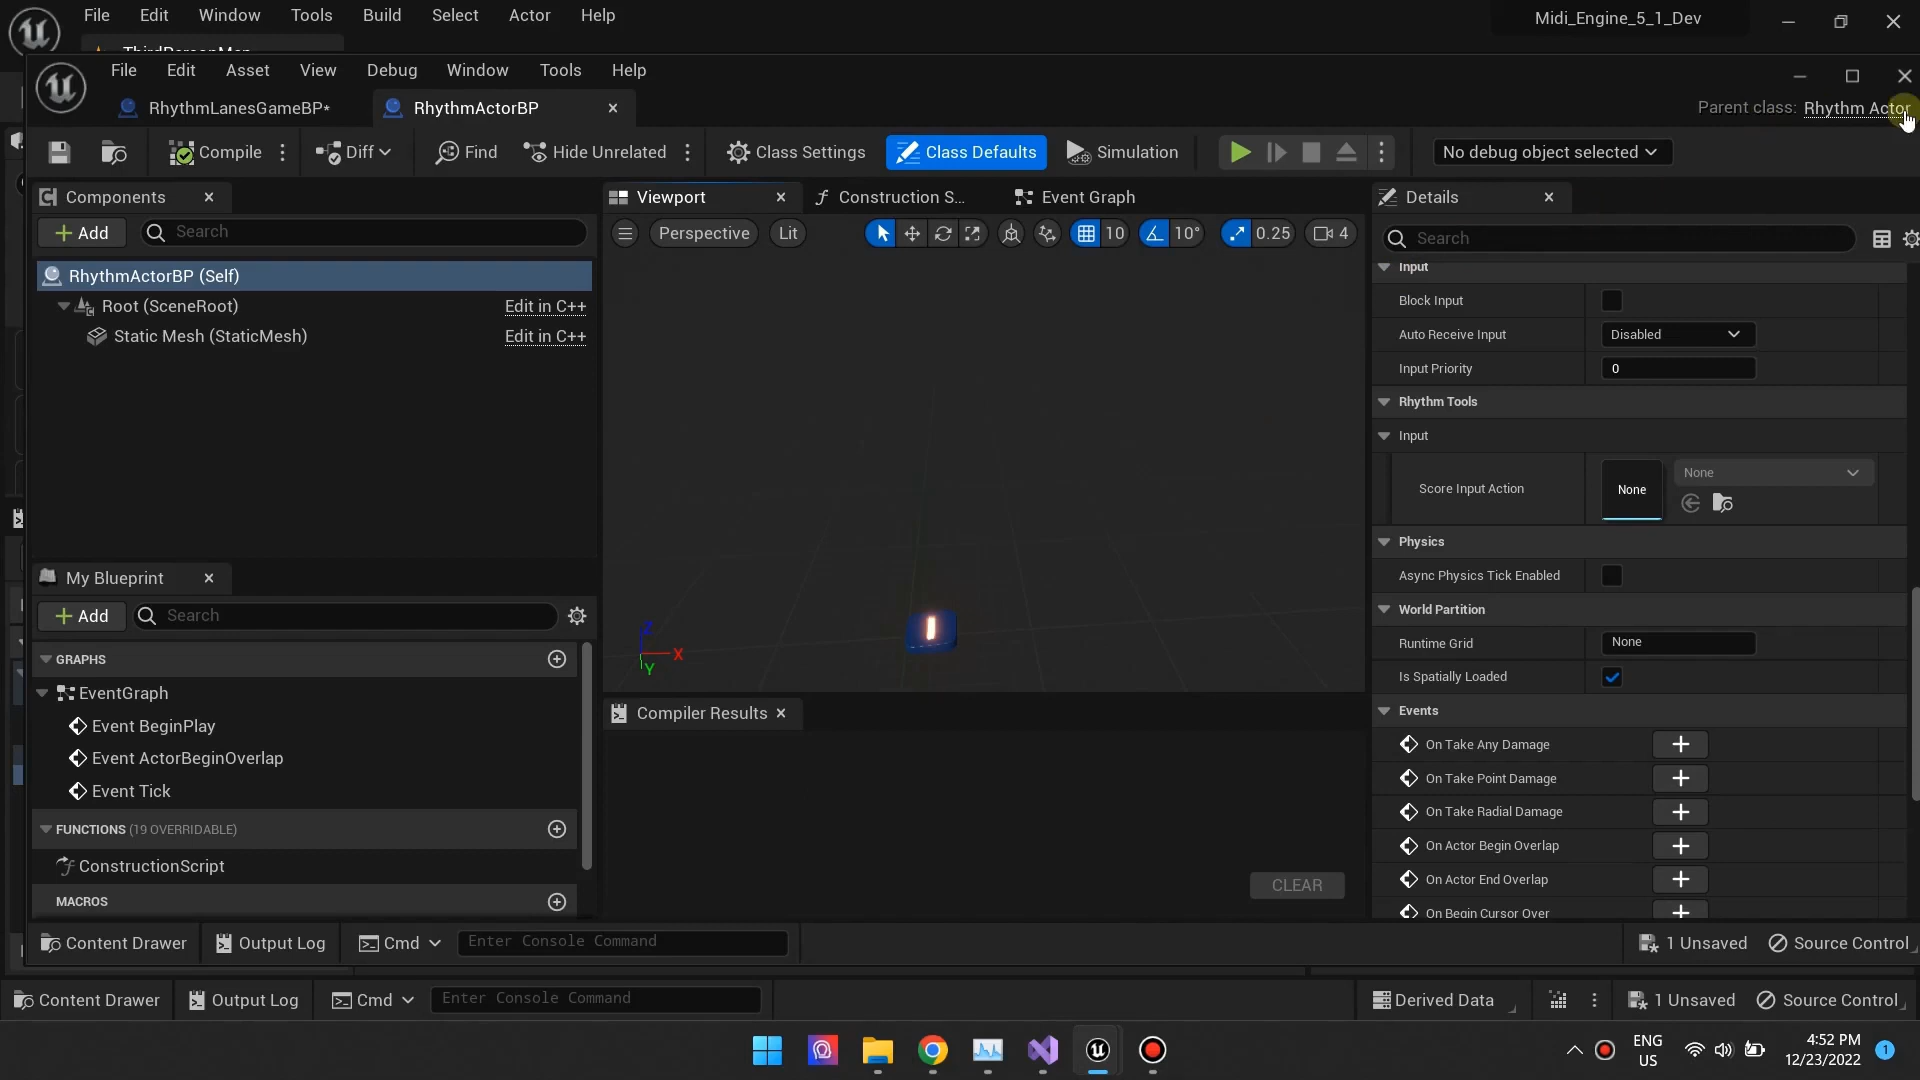 File Edit Window Tools Build Select Actor Help
Midi_Engine_5_1_Dev
ThirdPersonMap
File Edit Asset View Debug Window Tools Help
RhythmLanesGameBP*
RhythmActorBP
Parent class: Rhythm Actor
Compile
Diff
Find
Hide Unrelated
Class Settings
Class Defaults
Simulation
No debug object selected
Components
Add
Search
RhythmActorBP (Self)
Root (SceneRoot) Edit in C++
Static Mesh (StaticMesh) Edit in C++
My Blueprint
Add
Search
GRAPHS
EventGraph
Event BeginPlay
Event ActorBeginOverlap
Event Tick
FUNCTIONS (19 OVERRIDABLE)
ConstructionScript
MACROS
Viewport
Construction S...
Event Graph
Perspective
Lit
10
10°
0.25
4
Z
X
Y
Compiler Results
CLEAR
Details
Search
Input
Block Input
Auto Receive Input Disabled
Input Priority 0
Rhythm Tools
Input
Score Input Action None None
Physics
Async Physics Tick Enabled
World Partition
Runtime Grid None
Is Spatially Loaded
Events
On Take Any Damage
On Take Point Damage
On Take Radial Damage
On Actor Begin Overlap
On Actor End Overlap
On Begin Cursor Over
Content Drawer
Output Log
Cmd
Enter Console Command
1 Unsaved
Source Control
Content Drawer
Output Log
Cmd
Enter Console Command
Derived Data
1 Unsaved
Source Control
ENG
US
4:52 PM
12/23/2022
1